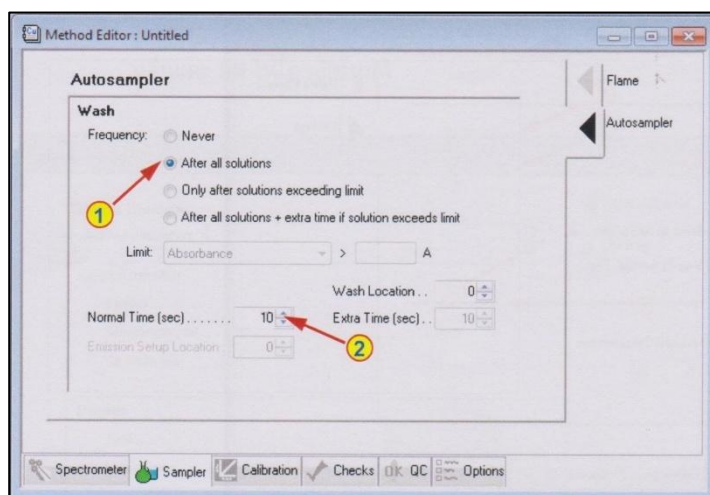 Method Editor : Untitled
Autosampler
Wash
Frequency: Never
After all solutions
Only after solutions exceeding limit
After all solutions + extra time if solution exceeds limit
Limit: Absorbance > A
Wash Location . . 0
Normal Time (sec) . . . . . . . 10 Extra Time (sec) . . 10
Emission Setup Location : 0
1
2
Flame
Autosampler
Spectrometer Sampler Calibration Checks OK QC Options